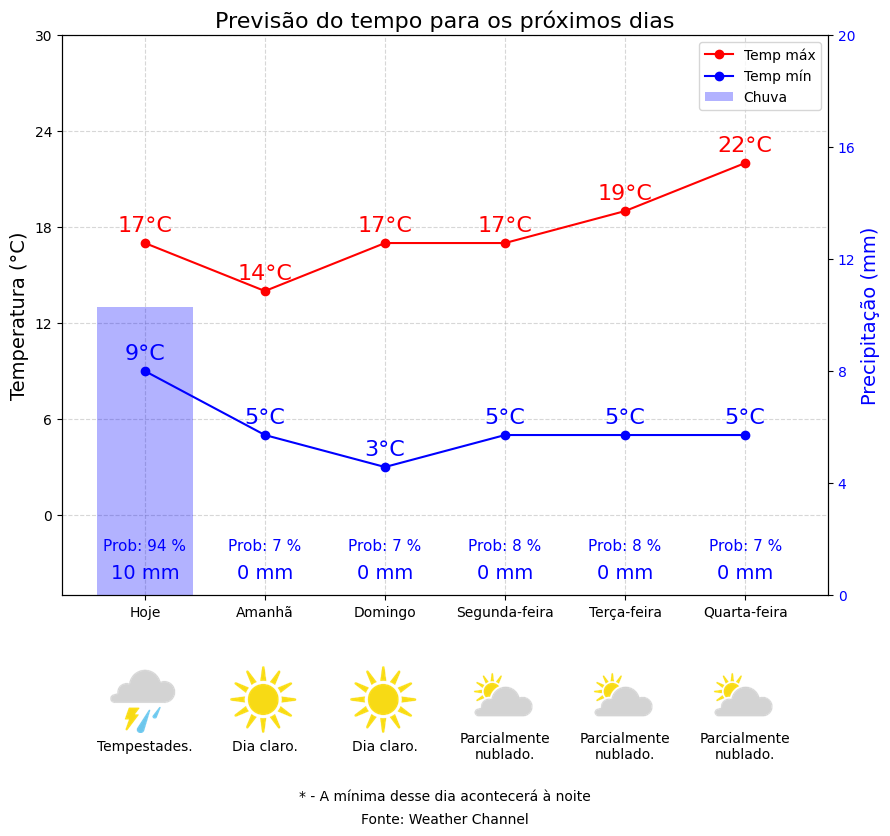 Previsão do tempo para os próximos dias
Temp máx
Temp mín
Chuva
Temperatura (°C)
Precipitação (mm)
30
24
18
12
6
0
20
16
12
8
4
0
17°C 14°C 17°C 17°C 19°C 22°C
9°C 5°C 3°C 5°C 5°C 5°C
Prob: 94 % Prob: 7 % Prob: 7 % Prob: 8 % Prob: 8 % Prob: 7 %
10 mm 0 mm 0 mm 0 mm 0 mm 0 mm
Hoje Amanhã Domingo Segunda-feira Terça-feira Quarta-feira
Tempestades. Dia claro. Dia claro. Parcialmente nublado. Parcialmente nublado. Parcialmente nublado.
* - A mínima desse dia acontecerá à noite
Fonte: Weather Channel